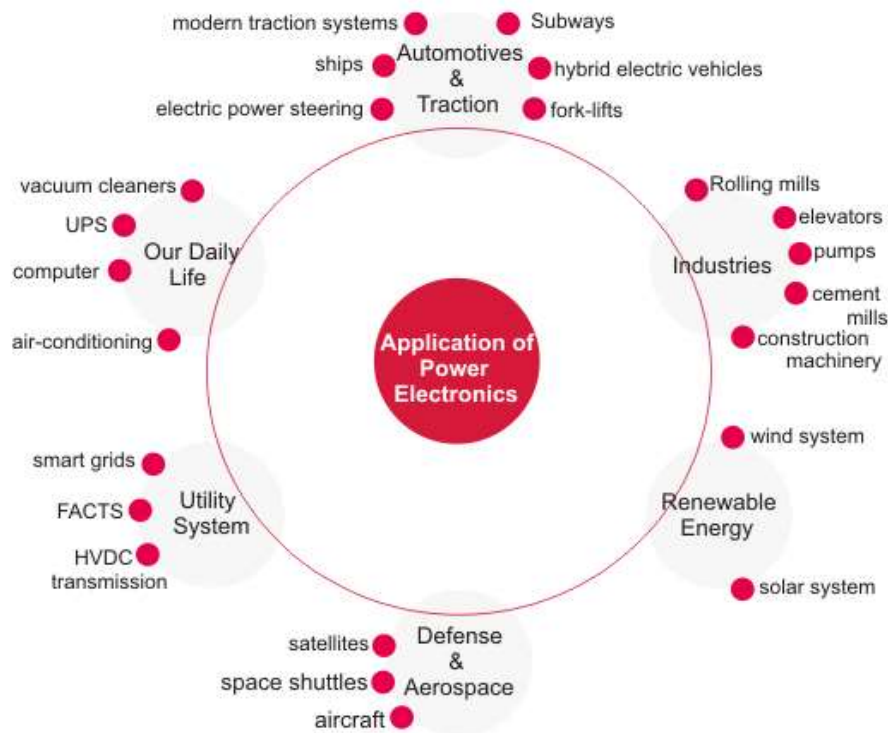 modern traction systems
Subways
Automotives
&
Traction
ships
hybrid electric vehicles
electric power steering
fork-lifts
vacuum cleaners
UPS
Our Daily
Life
computer
air-conditioning
Rolling mills
elevators
Industries
pumps
cement
mills
construction
machinery
Application of
Power
Electronics
smart grids
Utility
System
FACTS
HVDC
transmission
wind system
Renewable
Energy
solar system
satellites
Defense
&
Aerospace
space shuttles
aircraft